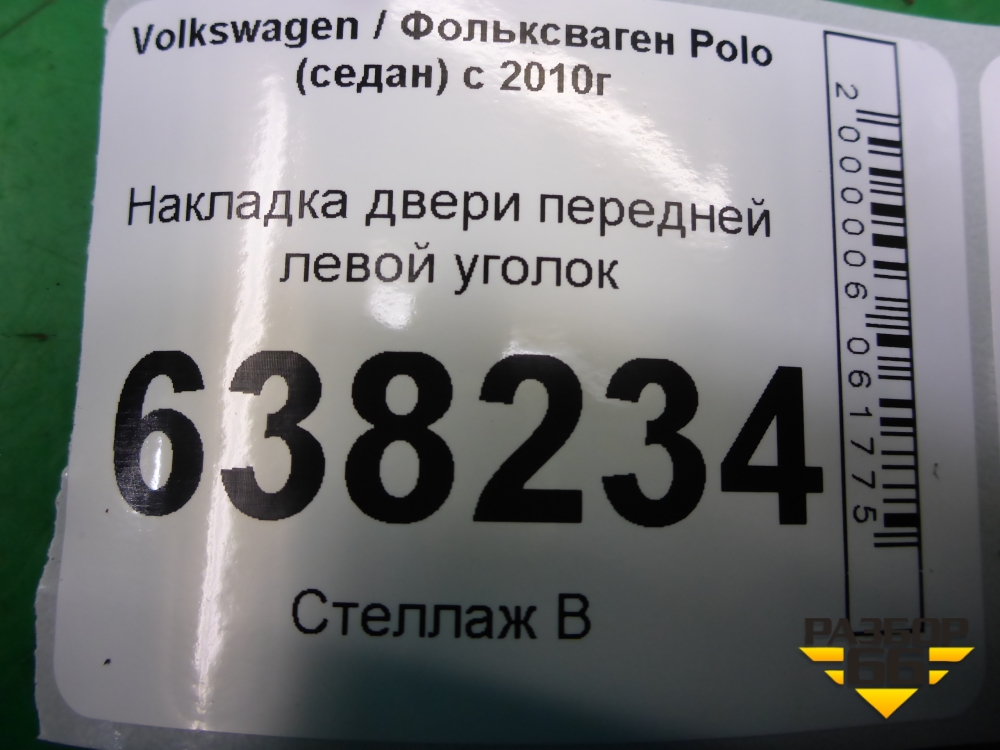 Volkswagen / Фольксваген Polo
(седан) с 2010г
Накладка двери передней
левой уголок
638234
Стеллаж В
2000006061775
РАЗБОР
66